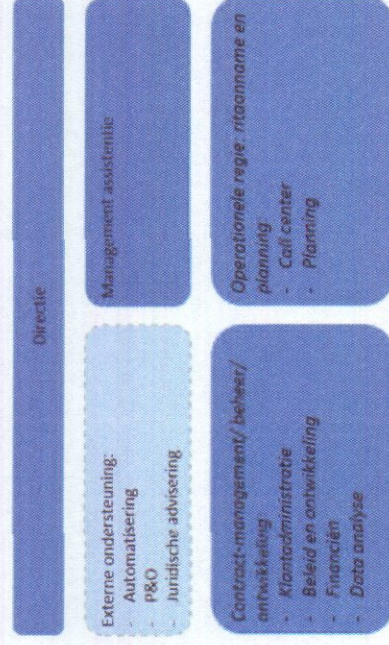 Directie
Externe ondersteuning:
- Automatisering
- P&O
- Juridische advisering
Management assistentie
Contract-management/ beheer/
ontwikkeling
- Klantadministratie
- Beleid en ontwikkeling
- Financiën
- Data analyse
Operationele regie: ritaanname en
planning
- Call center
- Planning